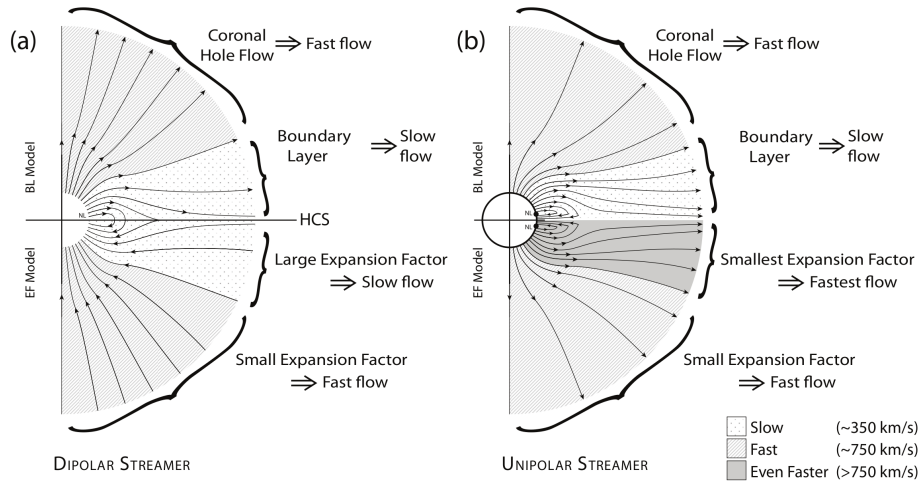 (a)
Coronal
Hole Flow ⇒ Fast flow
BL Model
Boundary
Layer ⇒ Slow
flow
NL
HCS
NL
EF Model
Large Expansion Factor
⇒ Slow flow
Small Expansion Factor
⇒ Fast flow
DIPOLAR STREAMER
(b)
Coronal
Hole Flow ⇒ Fast flow
BL Model
Boundary
Layer ⇒ Slow
flow
NL
NL
EF Model
Smallest Expansion Factor
⇒ Fastest flow
Small Expansion Factor
⇒ Fast flow
UNIPOLAR STREAMER
Slow (~350 km/s)
Fast (~750 km/s)
Even Faster (>750 km/s)